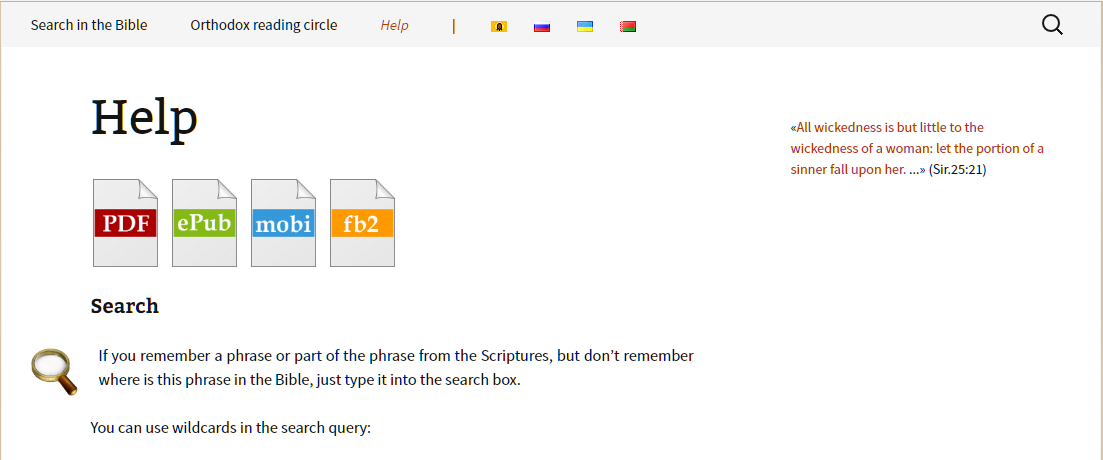 Search in the Bible Orthodox reading circle Help |
Help
PDF ePub mobi fb2
Search
If you remember a phrase or part of the phrase from the Scriptures, but don’t remember
where is this phrase in the Bible, just type it into the search box.
You can use wildcards in the search query:
«All wickedness is but little to the
wickedness of a woman: let the portion of a
sinner fall upon her. ...» (Sir.25:21)